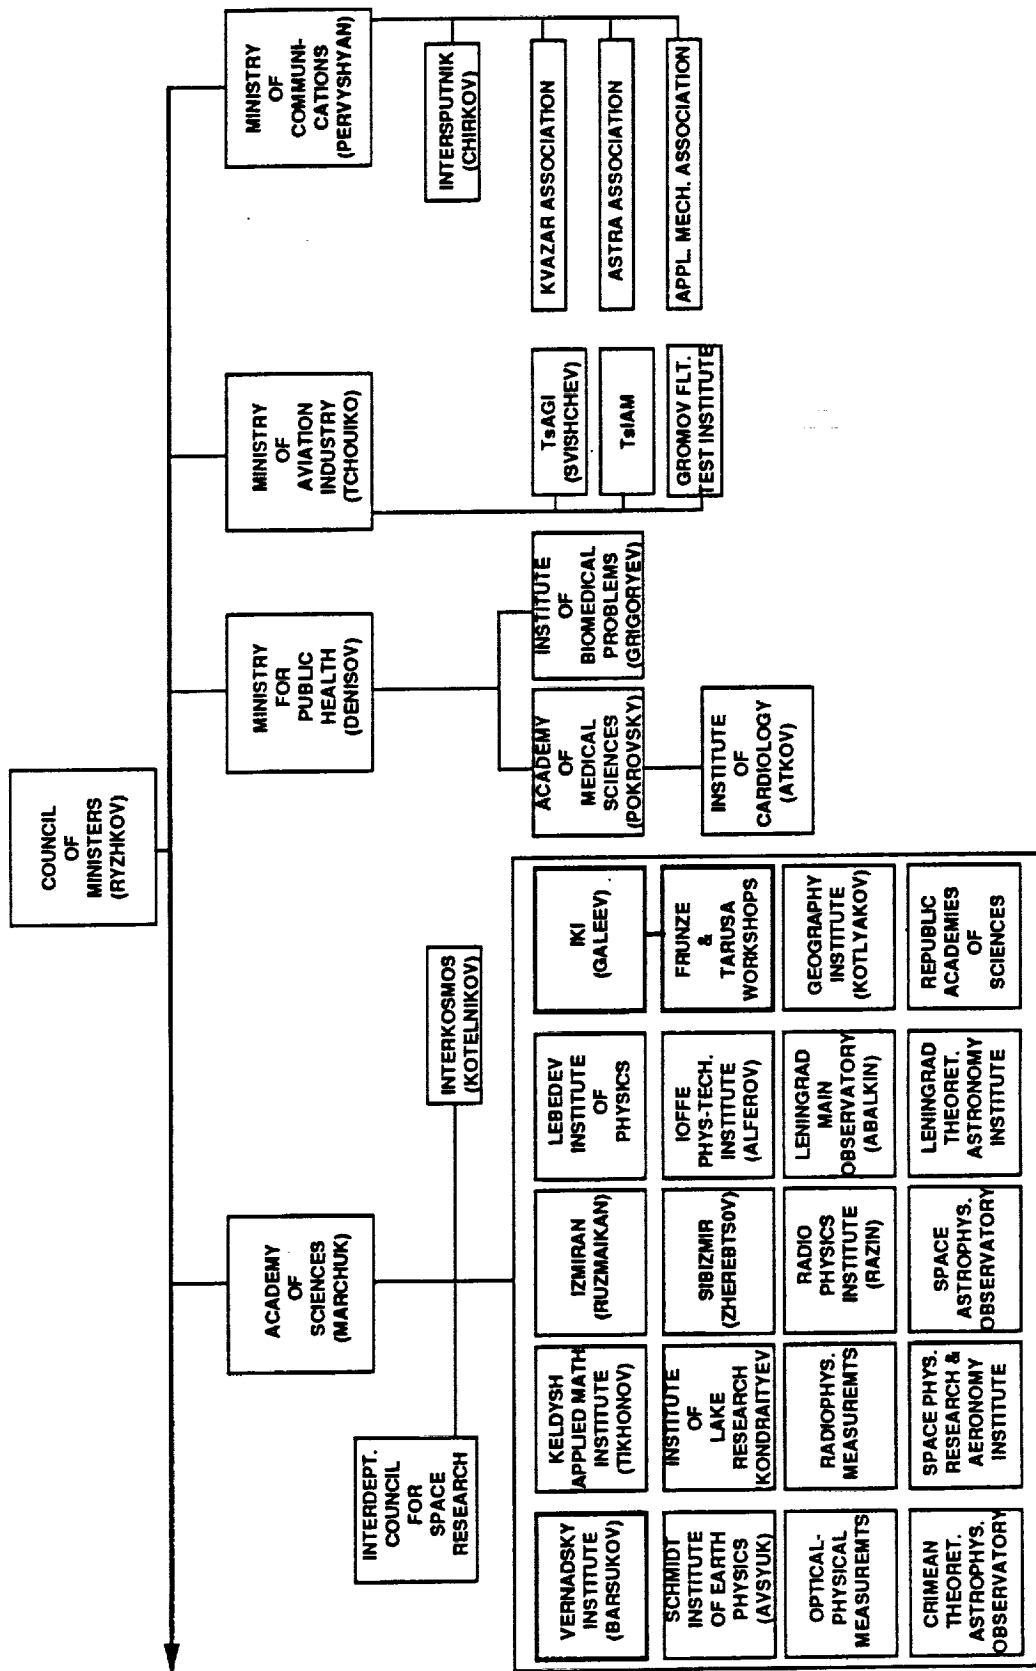 COUNCIL
OF
MINISTERS
(RYZHKOV)
ACADEMY
OF
SCIENCES
(MARCHUK)
MINISTRY
FOR
PUBLIC
HEALTH
(DENISOV)
MINISTRY
OF
AVIATION
INDUSTRY
(TCHOUIKO)
MINISTRY
OF
COMMUNI-
CATIONS
(PERVYSHYAN)
INTERDEPT.
COUNCIL
FOR
SPACE
RESEARCH
INTERKOSMOS
(KOTELNIKOV)
INTERSPUTNIK
(CHIRKOV)
VERNADSKY
INSTITUTE
(BARSUKOV)
KELDYSH
APPLIED MATH
INSTITUTE
(TIKHONOV)
IZMIRAN
(RUZMAIKAN)
LEBEDEV
INSTITUTE
OF
PHYSICS
IKI
(GALEEV)
SCHMIDT
INSTITUTE
OF EARTH
PHYSICS
(AVSYUK)
INSTITUTE
OF
LAKE
RESEARCH
(KONDRAITYEV
SIBIZMIR
(ZHEREBTSOV)
IOFFE
PHYS-TECH.
INSTITUTE
(ALFEROV)
FRUNZE
&
TARUSA
WORKSHOPS
OPTICAL-
PHYSICAL
MEASUREMTS
RADIOPHYS.
MEASUREMTS
RADIO
PHYSICS
INSTITUTE
(RAZIN)
LENINGRAD
MAIN
OBSERVATORY
(ABALKIN)
GEOGRAPHY
INSTITUTE
(KOTLYAKOV)
CRIMEAN
THEORET.
ASTROPHYS.
OBSERVATORY
SPACE PHYS.
RESEARCH &
AERONOMY
INSTITUTE
SPACE
ASTROPHYS.
OBSERVATORY
LENINGRAD
THEORET.
ASTRONOMY
INSTITUTE
REPUBLIC
ACADEMIES
OF
SCIENCES
ACADEMY
OF
MEDICAL
SCIENCES
(POKROVSKY)
INSTITUTE
OF
BIOMEDICAL
PROBLEMS
(GRIGORYEV)
INSTITUTE
OF
CARDIOLOGY
(ATKOV)
TsAGI
(SVISHCHEV)
TsIAM
GROMOV FLT.
TEST INSTITUTE
KVAZAR ASSOCIATION
ASTRA ASSOCIATION
APPL. MECH. ASSOCIATION